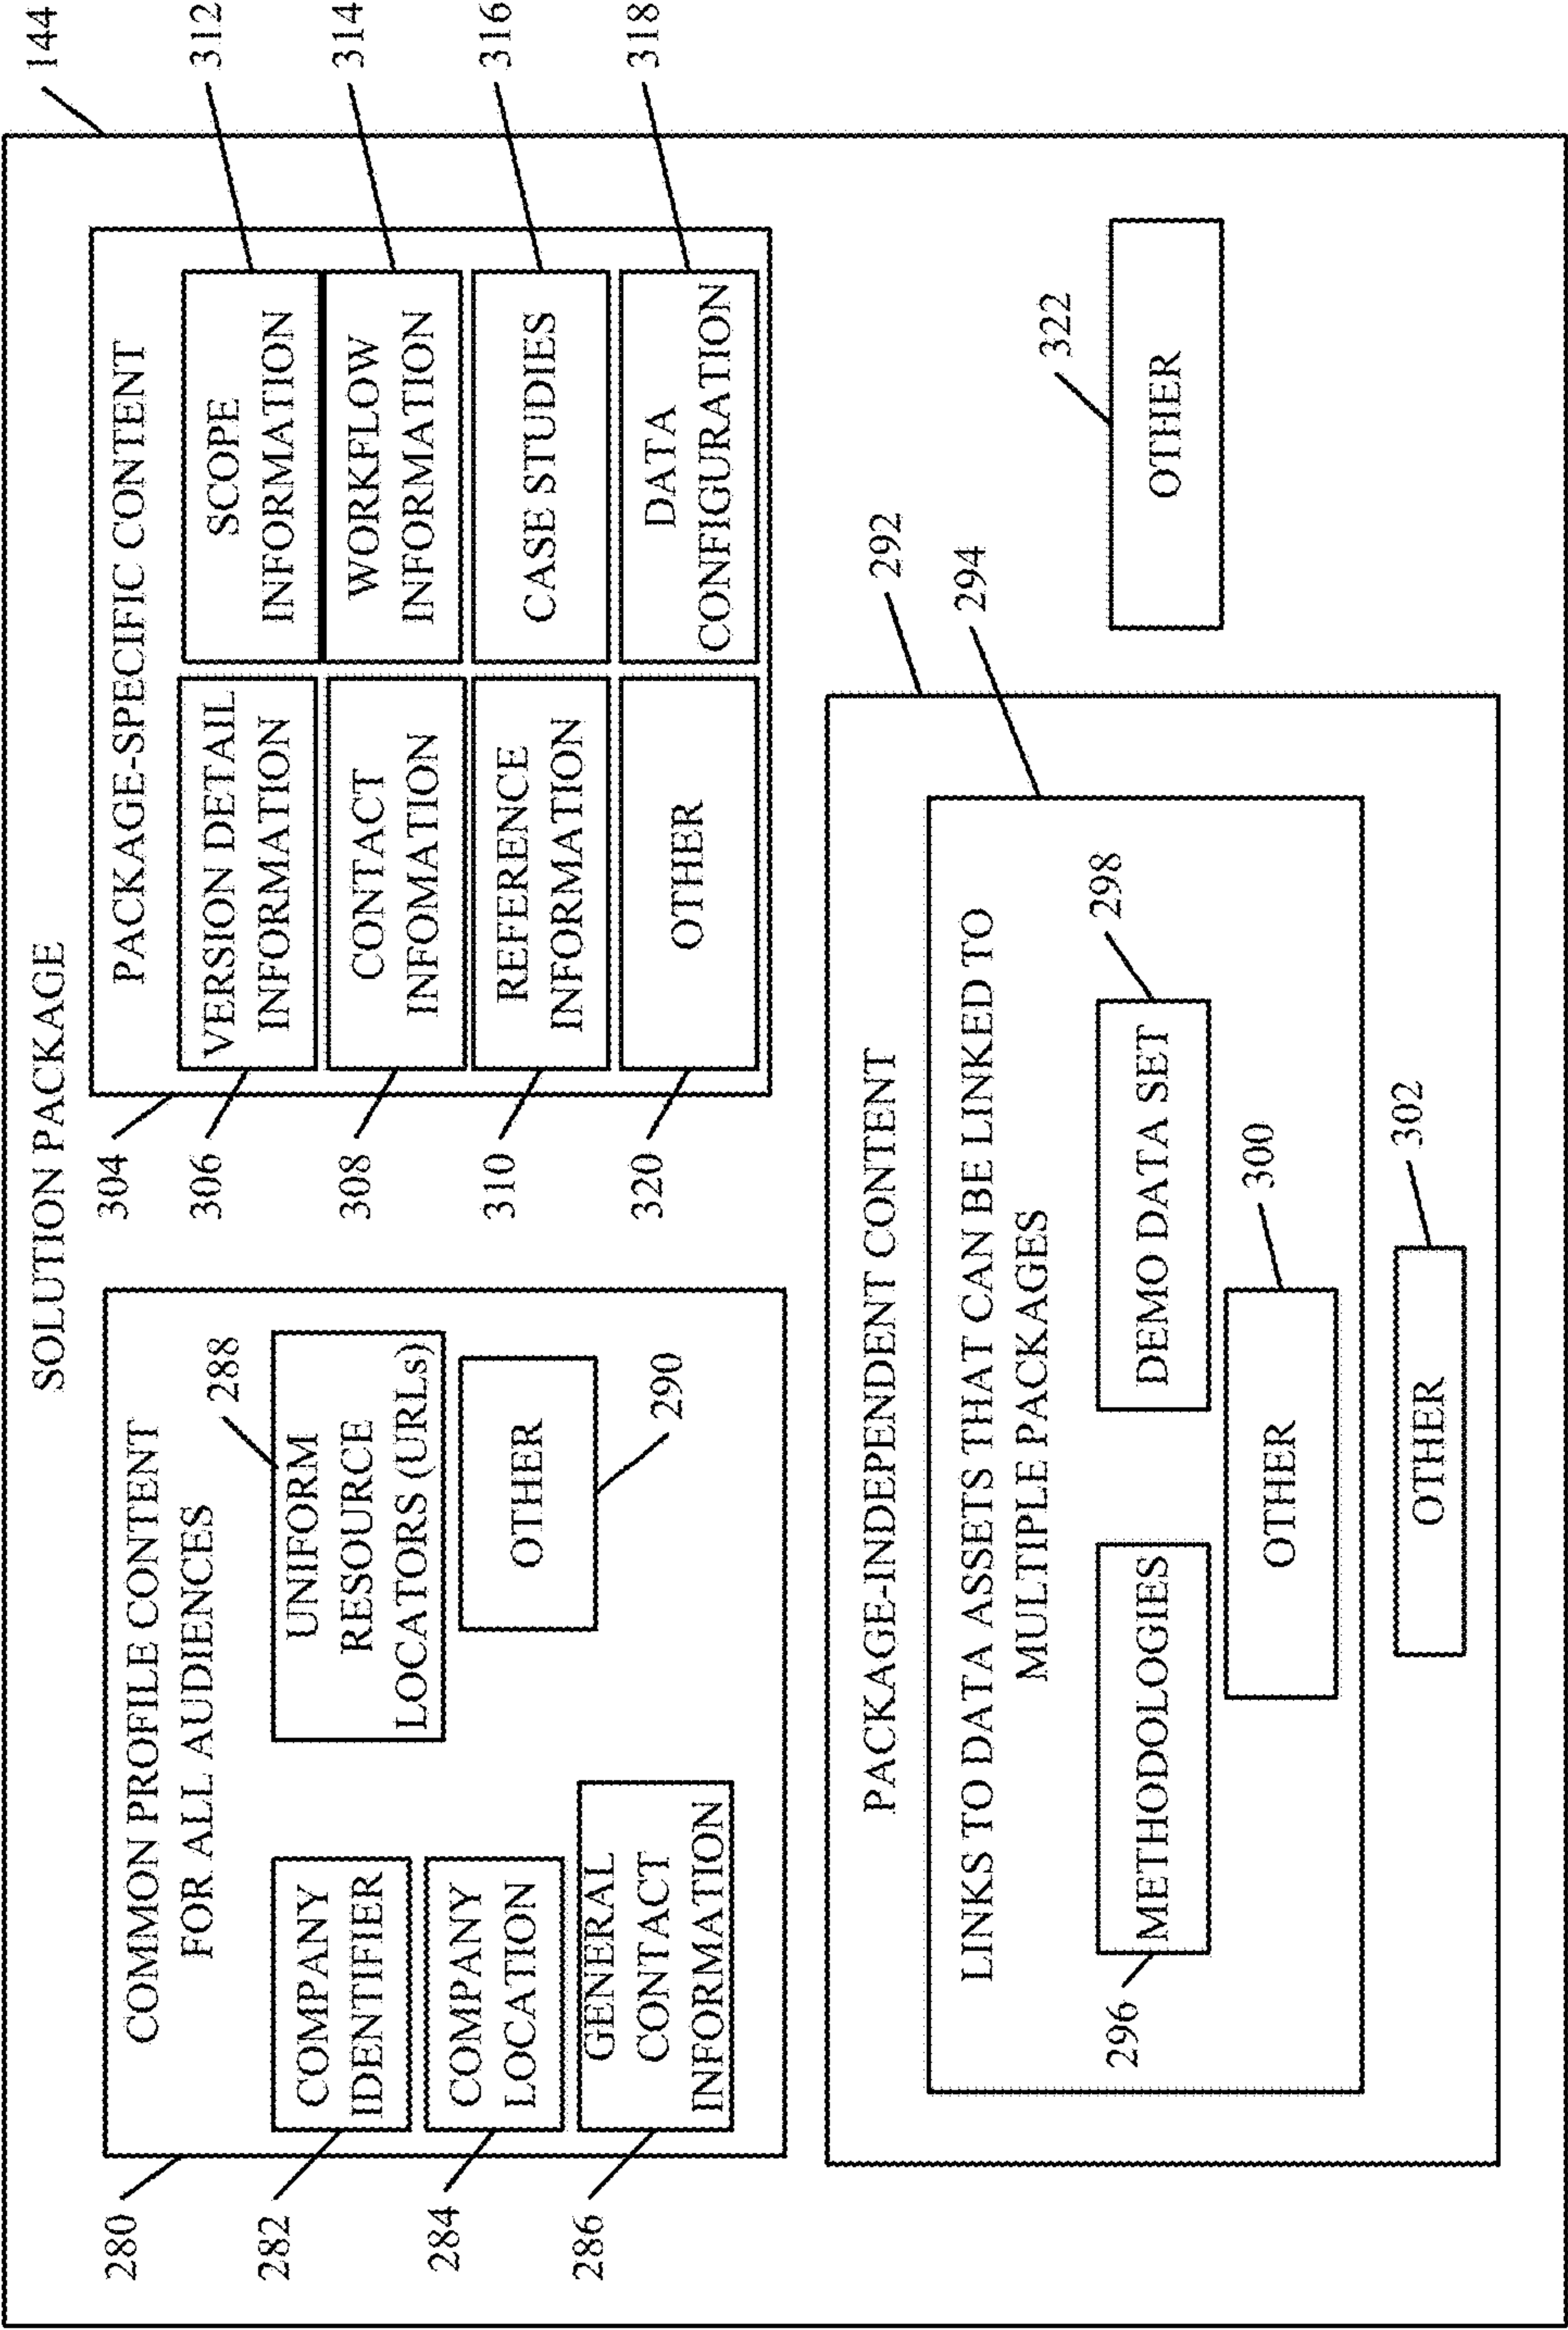 SOLUTION PACKAGE
144
280
COMMON PROFILE CONTENT
FOR ALL AUDIENCES
282
COMPANY
IDENTIFIER
284
COMPANY
LOCATION
286
GENERAL
CONTACT
INFORMATION
288
UNIFORM
RESOURCE
LOCATORS (URLs)
OTHER
290
304
PACKAGE-SPECIFIC CONTENT
306
VERSION DETAIL
INFORMATION
SCOPE
INFORMATION
312
308
CONTACT
INFOMATION
WORKFLOW
INFORMATION
314
310
REFERENCE
INFORMATION
CASE STUDIES
316
320
OTHER
DATA
CONFIGURATION
318
PACKAGE-INDEPENDENT CONTENT
292
LINKS TO DATA ASSETS THAT CAN BE LINKED TO
MULTIPLE PACKAGES
294
296
METHODOLOGIES
DEMO DATA SET
298
OTHER
300
OTHER
302
322
OTHER